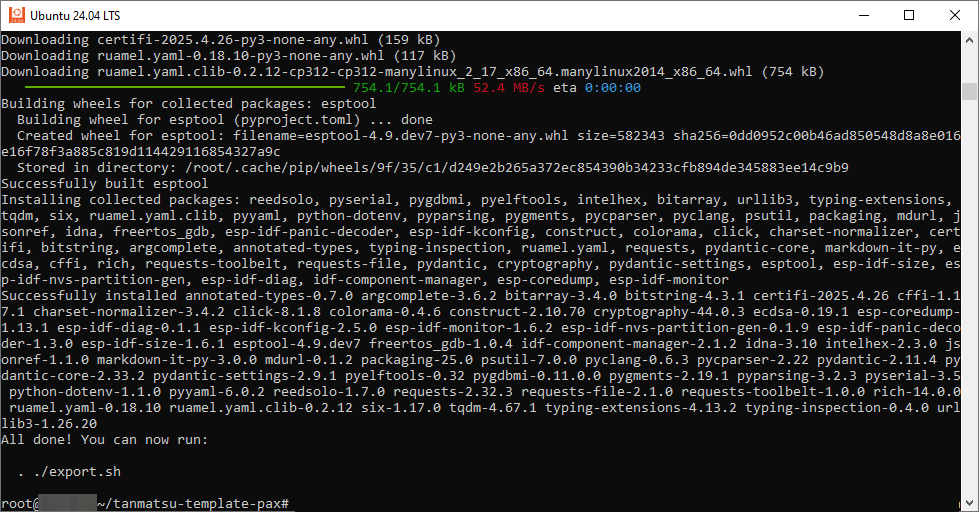 Ubuntu 24.04 LTS
Downloading certifi-2025.4.26-py3-none-any.whl (159 kB)
Downloading ruamel.yaml-0.18.10-py3-none-any.whl (117 kB)
Downloading ruamel.yaml.clib-0.2.12-cp312-cp312-manylinux_2_17_x86_64.manylinux2014_x86_64.whl (754 kB)
754.1/754.1 kB 52.4 MB/s eta 0:00:00
Building wheels for collected packages: esptool
Building wheel for esptool (pyproject.toml) ... done
Created wheel for esptool: filename=esptool-4.9.dev7-py3-none-any.whl size=582343 sha256=0dd0952c00b46ad850548d8a8e016
e16f78f3a885c819d114429116854327a9c
Stored in directory: /root/.cache/pip/wheels/9f/35/c1/d249e2b265a372ec854390b34233cfb894de345883ee14c9b9
Successfully built esptool
Installing collected packages: reedsolo, pyserial, pygdbmi, pyelftools, intelhex, bitarray, urllib3, typing-extensions,
tqdm, six, ruamel.yaml.clib, pyyaml, python-dotenv, pyparsing, pygments, pycparser, pyclang, psutil, packaging, mdurl, j
sonref, idna, freertos_gdb, esp-idf-panic-decoder, esp-idf-kconfig, construct, colorama, click, charset-normalizer, cert
ifi, bitstring, argcomplete, annotated-types, typing-inspection, ruamel.yaml, requests, pydantic-core, markdown-it-py, e
cdsa, cffi, rich, requests-toolbelt, requests-file, pydantic, cryptography, pydantic-settings, esptool, esp-idf-size, es
p-idf-nvs-partition-gen, esp-idf-diag, idf-component-manager, esp-coredump, esp-idf-monitor
Successfully installed annotated-types-0.7.0 argcomplete-3.6.2 bitarray-3.4.0 bitstring-4.3.1 certifi-2025.4.26 cffi-1.1
7.1 charset-normalizer-3.4.2 click-8.1.8 colorama-0.4.6 construct-2.10.70 cryptography-44.0.3 ecdsa-0.19.1 esp-coredump-
1.13.1 esp-idf-diag-0.1.1 esp-idf-kconfig-2.5.0 esp-idf-monitor-1.6.2 esp-idf-nvs-partition-gen-0.1.9 esp-idf-panic-deco
der-1.3.0 esp-idf-size-1.6.1 esptool-4.9.dev7 freertos_gdb-1.0.4 idf-component-manager-2.1.2 idna-3.10 intelhex-2.3.0 js
onref-1.1.0 markdown-it-py-3.0.0 mdurl-0.1.2 packaging-25.0 psutil-7.0.0 pyclang-0.6.3 pycparser-2.22 pydantic-2.11.4 py
dantic-core-2.33.2 pydantic-settings-2.9.1 pyelftools-0.32 pygdbmi-0.11.0.0 pygments-2.19.1 pyparsing-3.2.3 pyserial-3.5
python-dotenv-1.1.0 pyyaml-6.0.2 reedsolo-1.7.0 requests-2.32.3 requests-file-2.1.0 requests-toolbelt-1.0.0 rich-14.0.0
ruamel.yaml-0.18.10 ruamel.yaml.clib-0.2.12 six-1.17.0 tqdm-4.67.1 typing-extensions-4.13.2 typing-inspection-0.4.0 url
lib3-1.26.20
All done! You can now run:
. ./export.sh
root@ ~/tanmatsu-template-pax#